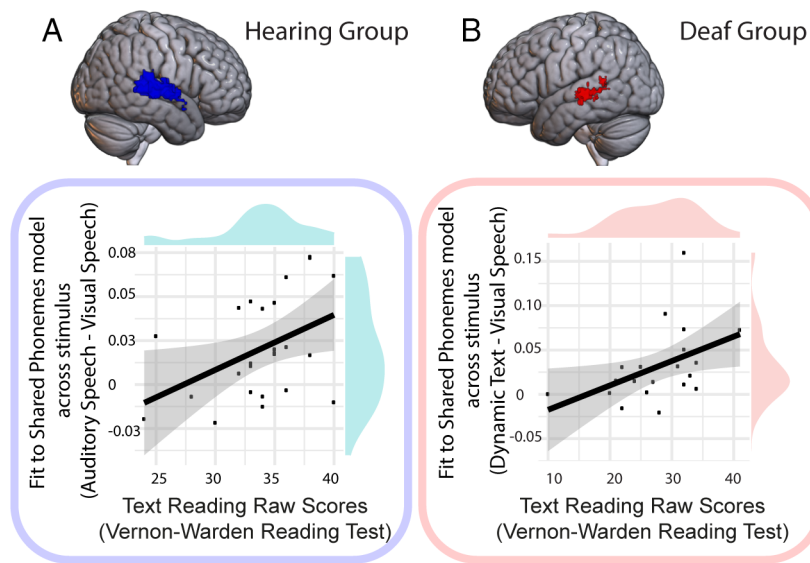 A
Hearing Group
B
Deaf Group
Fit to Shared Phonemes model
across stimulus
(Auditory Speech - Visual Speech)
0.08
0.05
0.03
0
-0.03
25
30
35
40
Text Reading Raw Scores
(Vernon-Warden Reading Test)
Fit to Shared Phonemes model
across stimulus
(Dynamic Text - Visual Speech)
0.15
0.10
0.05
0
-0.05
10
20
30
40
Text Reading Raw Scores
(Vernon-Warden Reading Test)